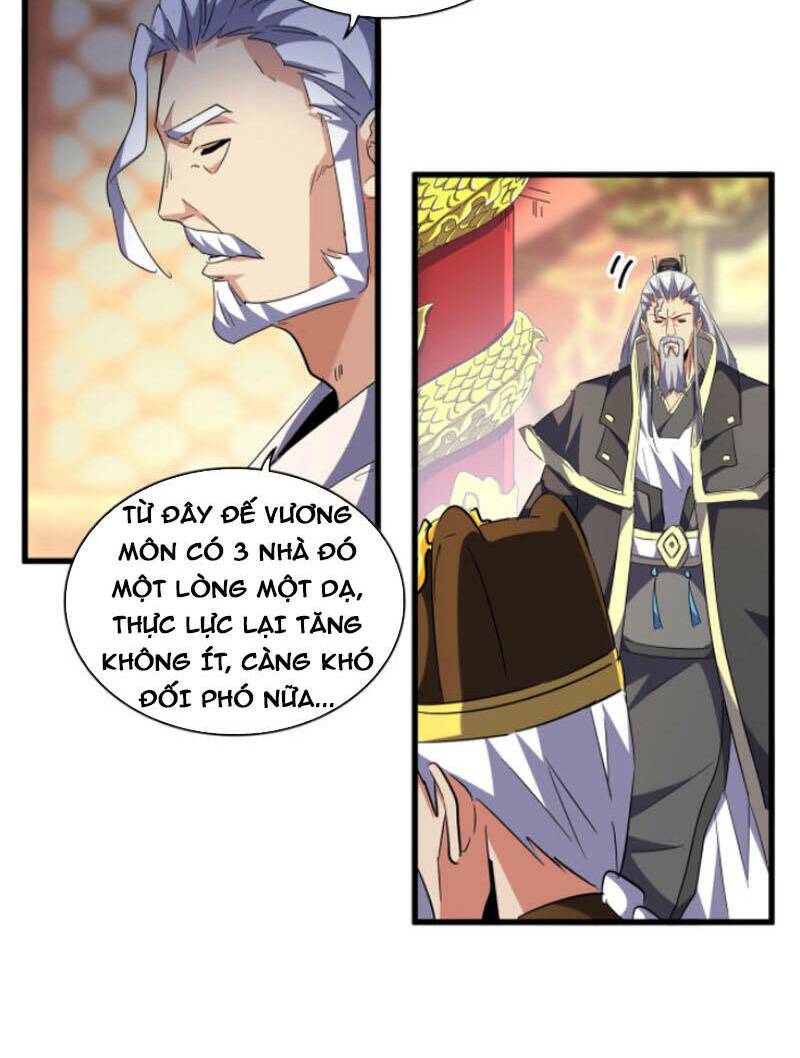 TỪ ĐÂY ĐẾ VƯƠNG
MÔN CÓ 3 NHÀ ĐÓ
MỘT LÒNG MỘT DẠ,
THỰC LỰC LẠI TĂNG
KHÔNG ÍT, CÀNG KHÓ
ĐỐI PHÓ NỮA...